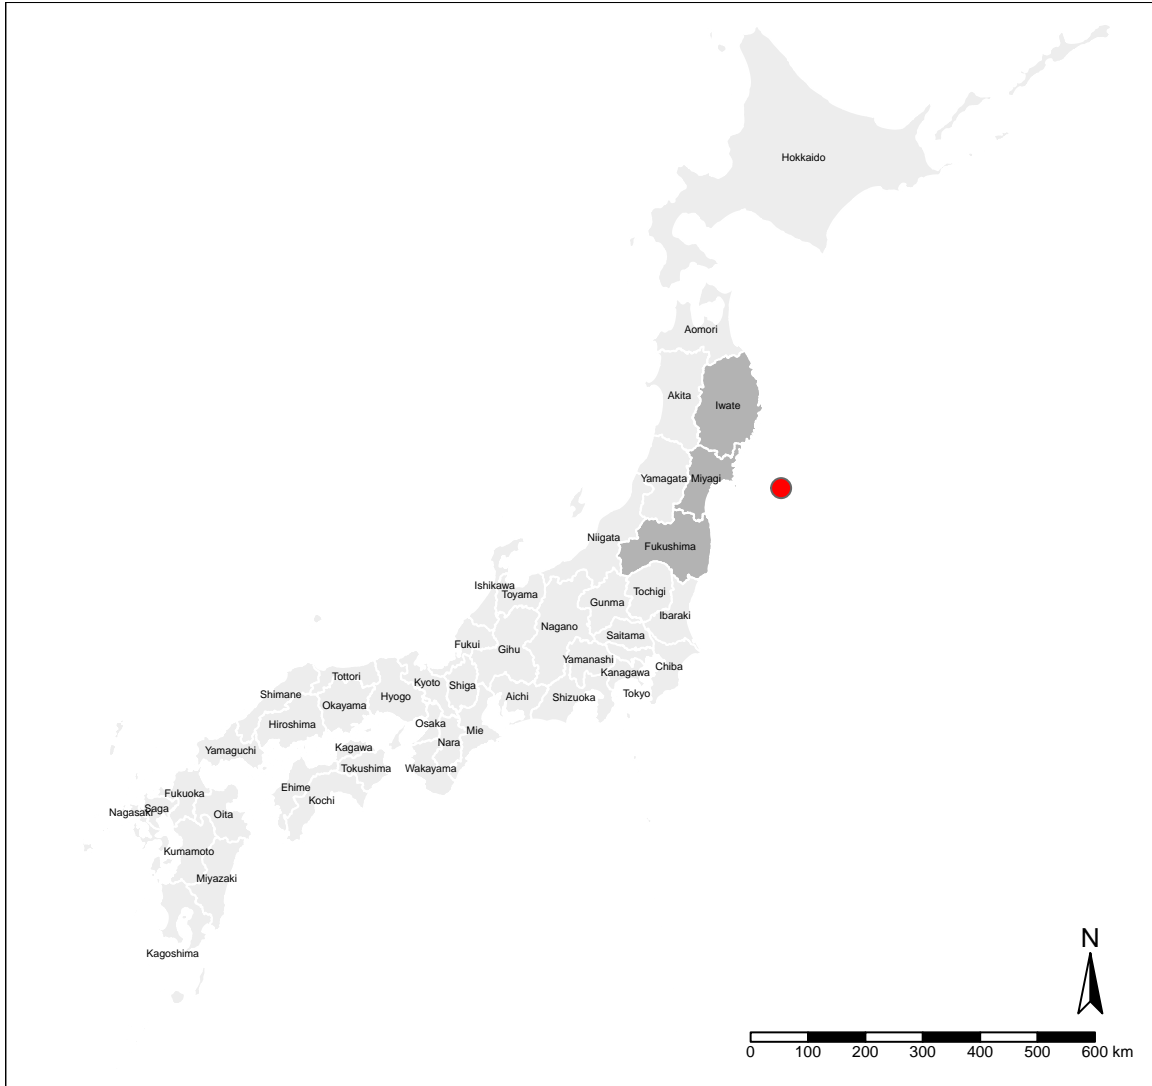 Hokkaido
Aomori
Akita
Iwate
Yamagata
Miyagi
Niigata
Fukushima
Ishikawa
Toyama
Tochigi
Gunma
Ibaraki
Nagano
Saitama
Fukui
Gihu
Yamanashi
Chiba
Kanagawa
Tottori
Kyoto
Shiga
Shimane
Hyogo
Aichi
Shizuoka
Tokyo
Okayama
Hiroshima
Osaka
Mie
Nara
Yamaguchi
Kagawa
Tokushima
Wakayama
Ehime
Fukuoka
Kochi
Saga
Nagasaki
Oita
Kumamoto
Miyazaki
N
Kagoshima
0 100 200 300 400 500 600 km